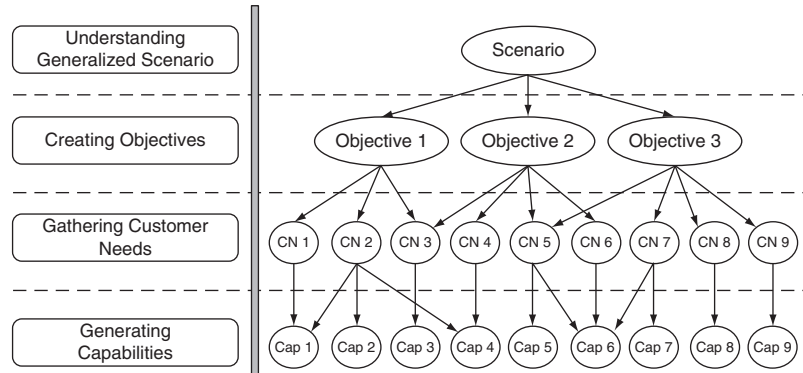 Understanding
Generalized Scenario
Scenario
Creating Objectives
Objective 1
Objective 2
Objective 3
Gathering Customer
Needs
CN 1
CN 2
CN 3
CN 4
CN 5
CN 6
CN 7
CN 8
CN 9
Generating
Capabilities
Cap 1
Cap 2
Cap 3
Cap 4
Cap 5
Cap 6
Cap 7
Cap 8
Cap 9